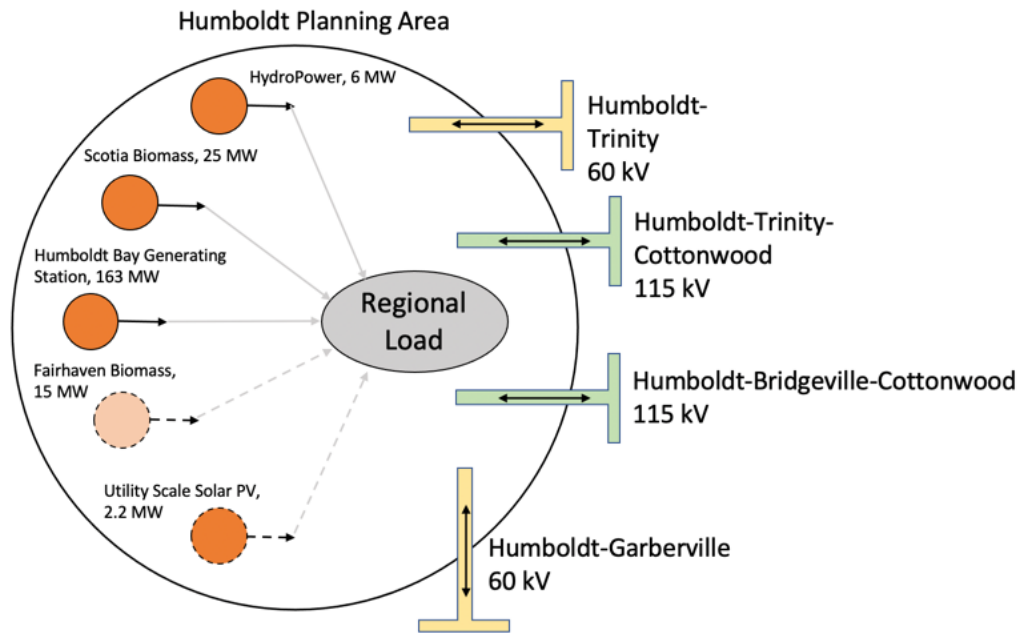 Humboldt Planning Area
HydroPower, 6 MW
Scotia Biomass, 25 MW
Humboldt Bay Generating
Station, 163 MW
Fairhaven Biomass,
15 MW
Utility Scale Solar PV,
2.2 MW
Regional
Load
Humboldt-
Trinity
60 kV
Humboldt-Trinity-
Cottonwood
115 kV
Humboldt-Bridgeville-Cottonwood
115 kV
Humboldt-Garberville
60 kV